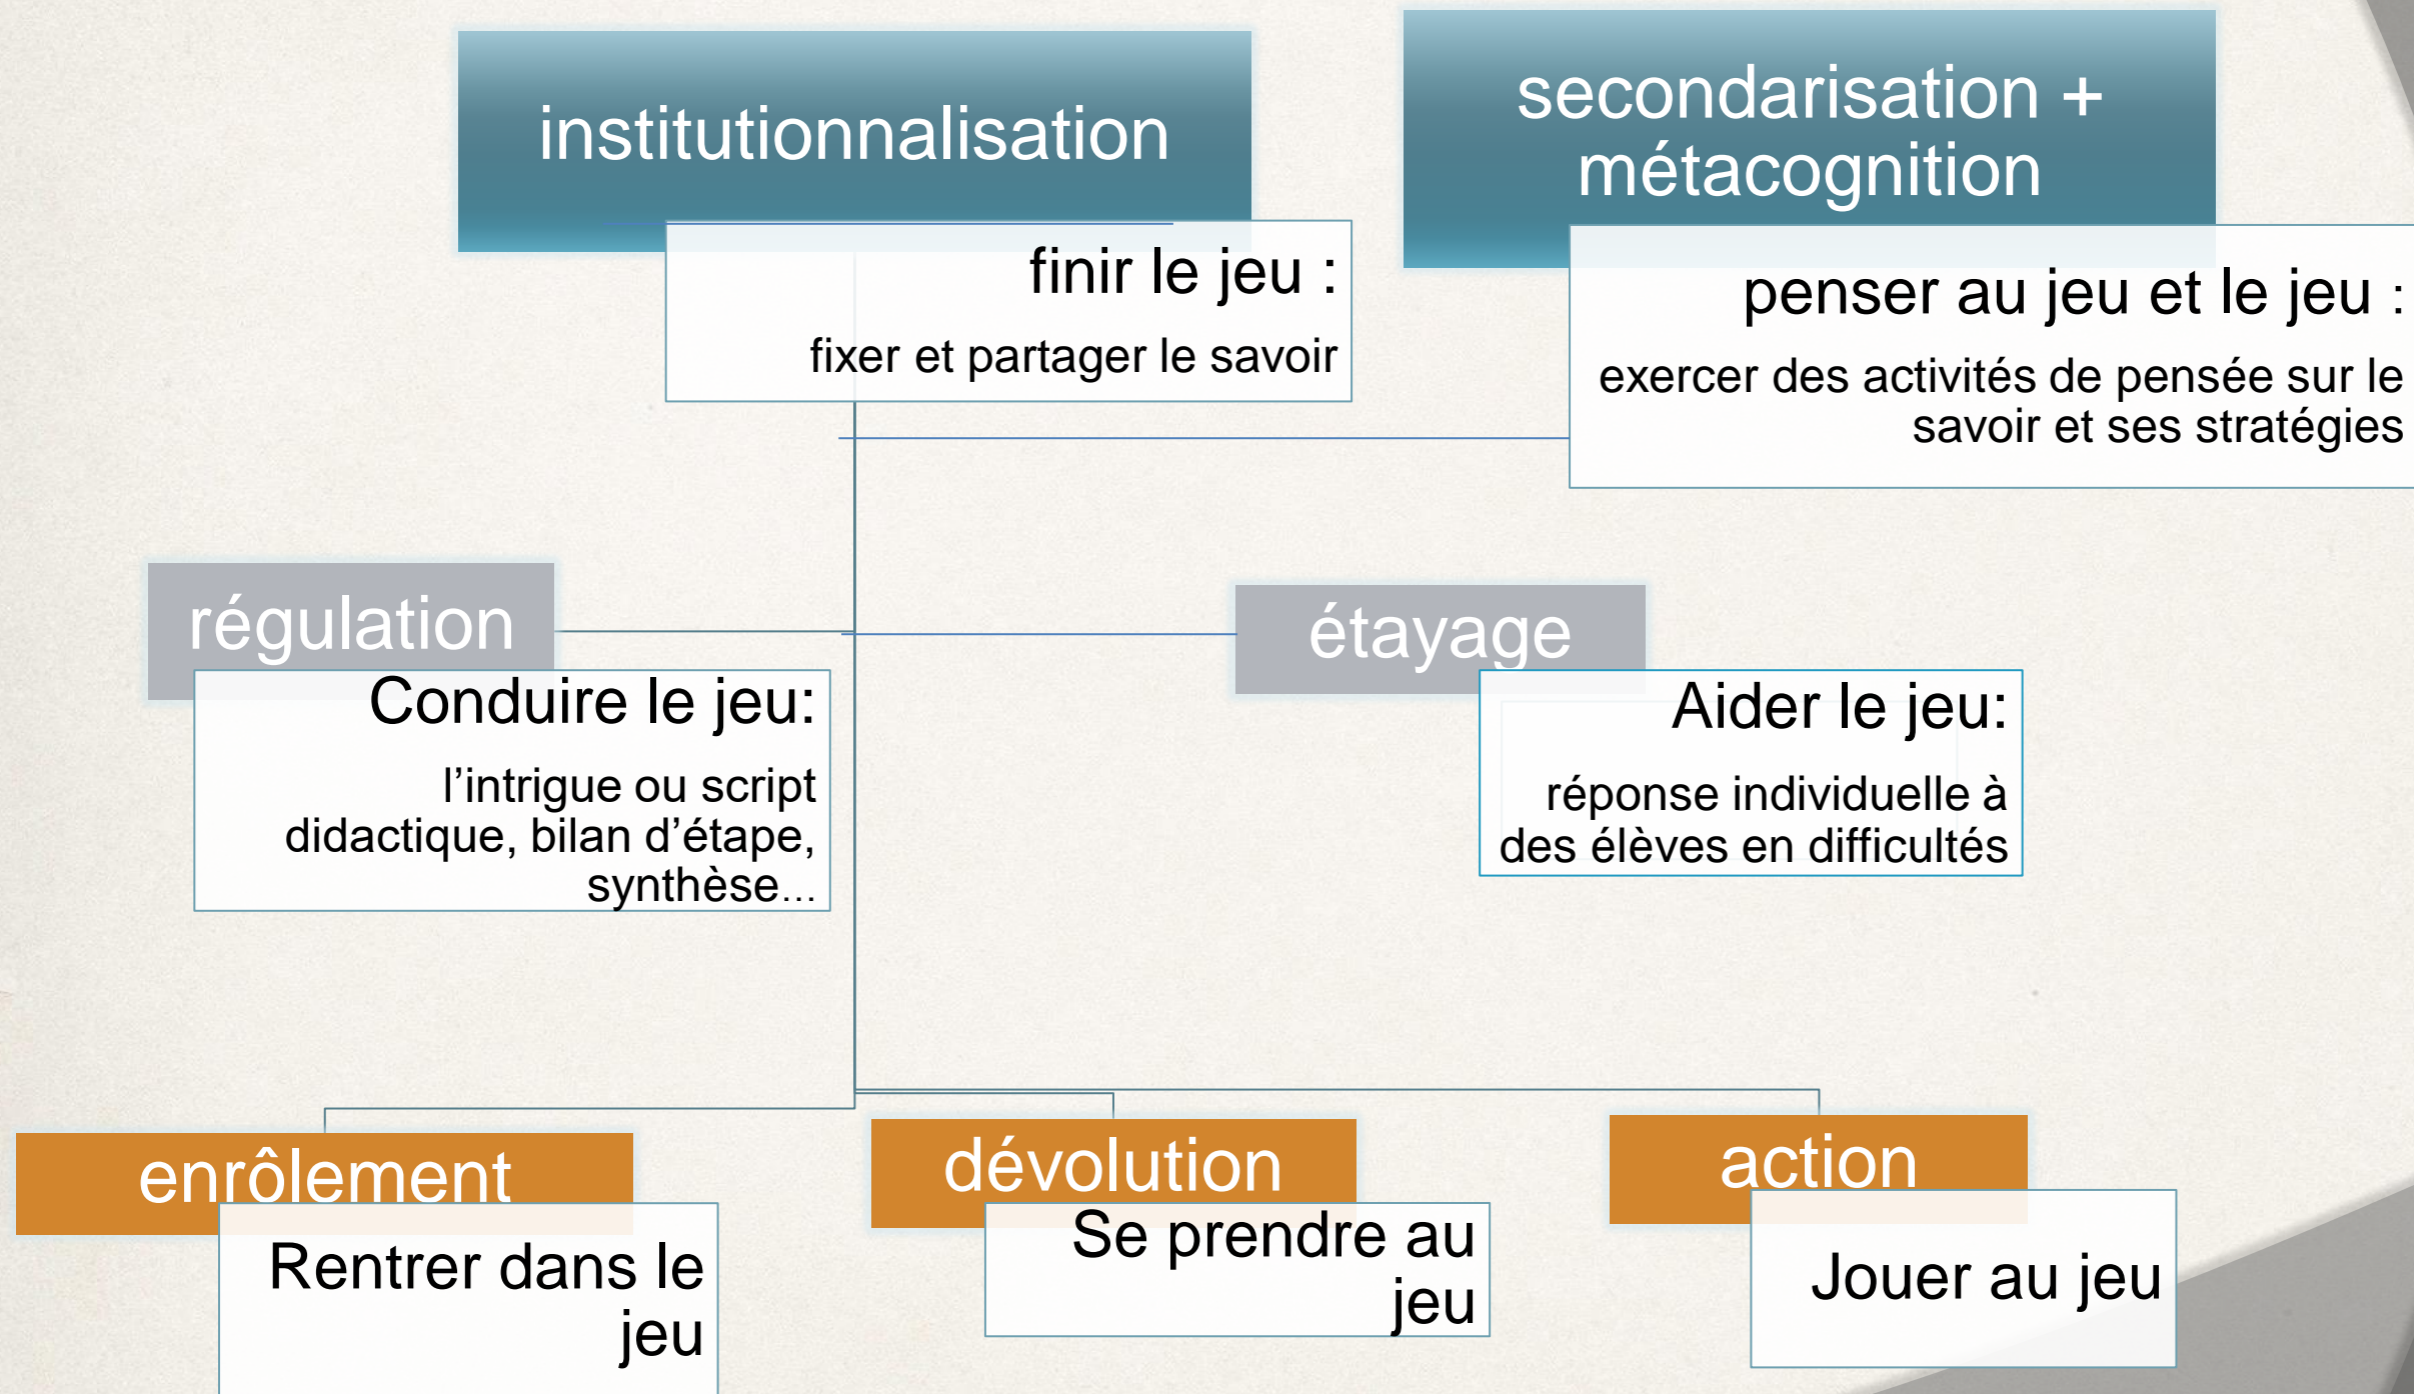 institutionnalisation
finir le jeu :
fixer et partager le savoir
secondarisation +
métacognition
penser au jeu et le jeu :
exercer des activités de pensée sur le
savoir et ses stratégies
régulation
Conduire le jeu:
l’intrigue ou script
didactique, bilan d’étape,
synthèse…
étayage
Aider le jeu:
réponse individuelle à
des élèves en difficultés
enrôlement
Rentrer dans le
jeu
dévolution
Se prendre au
jeu
action
Jouer au jeu